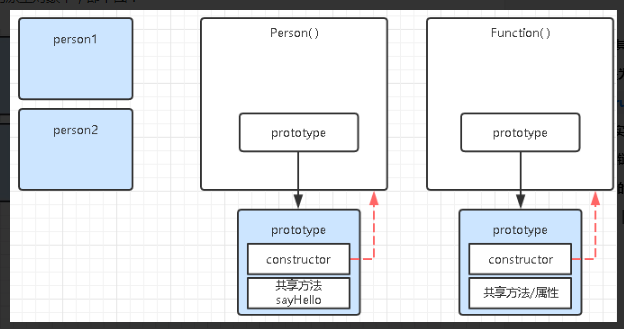 person1
person2
Person()
prototype
prototype
constructor
共享方法
sayHello
Function()
prototype
prototype
constructor
共享方法/属性